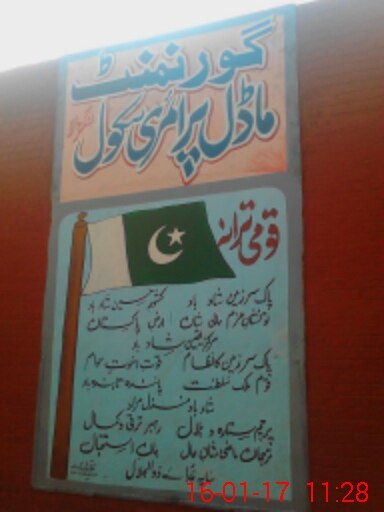 گورنمنٹ
ماڈل پرائمری سکول
قومی ترانہ
پاک سرزمین شاد باد کشور حسین شاد باد
تو نشان عزم عالی شان ارض پاکستان
مرکز یقین شاد باد
پاک سرزمین کا نظام قوت اخوت عوام
قوم ملک سلطنت پائندہ تابندہ باد
شاد باد منزل مراد
پرچم ستارہ و ہلال رہبر ترقی و کمال
ترجمان ماضی شان حال جان استقبال
سایہ خدائے ذوالجلال
16-01-17 11:28